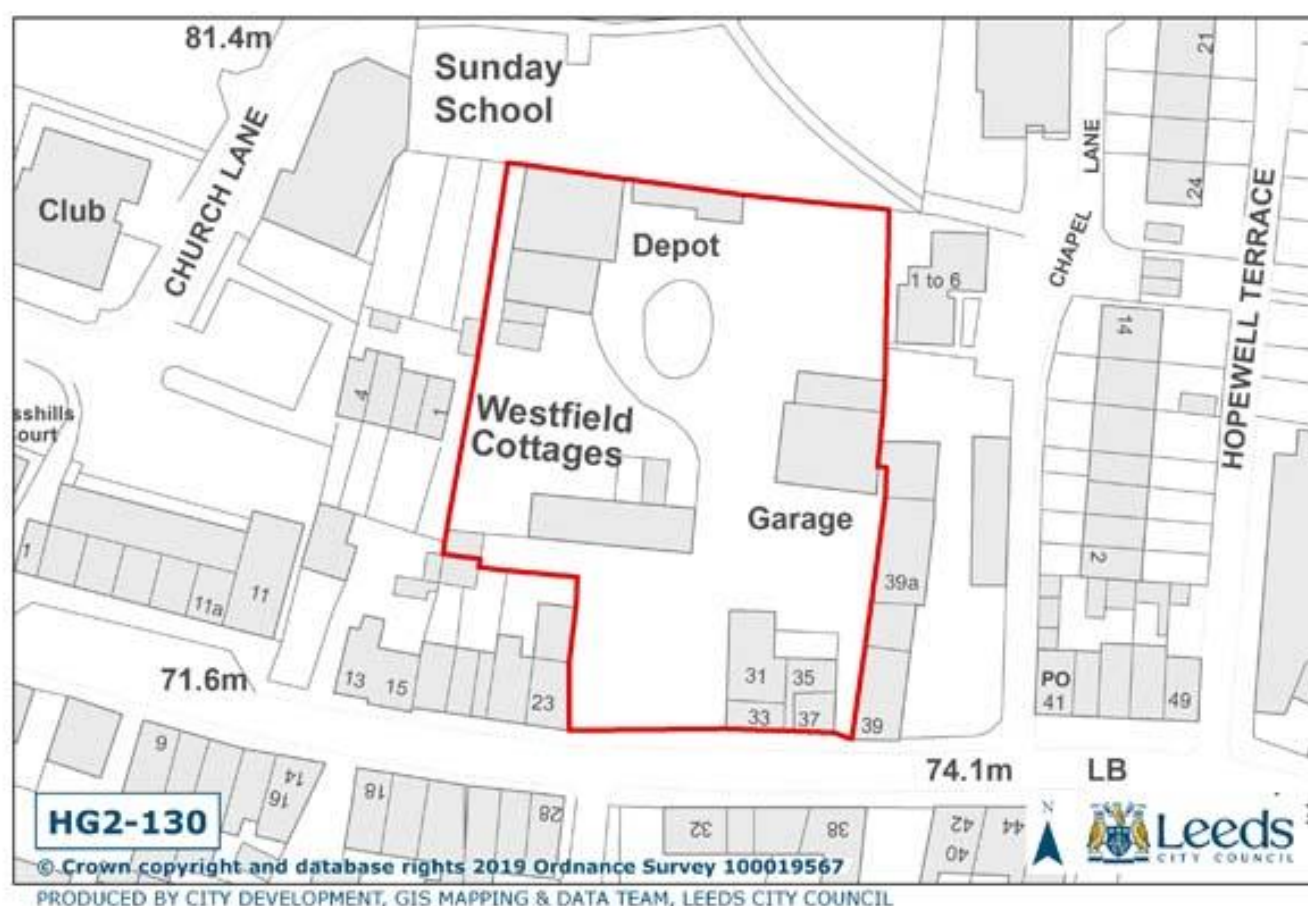 81.4m
Sunday
School
21
CHURCH LANE
LANE
Club
24
Depot
CHAPEL
1 to 6
HOPEWELL TERRACE
14
4
1
Westfield
Cottages
sshills
ourt
Garage
1
11a
11
2
39a
71.6m
13
15
23
31
35
33
37
39
PO
41
49
9
14
16
18
28
74.1m
LB
32
38
42
44
40
N
HG2-130
Leeds
CITY COUNCIL
© Crown copyright and database rights 2019 Ordnance Survey 100019567
PRODUCED BY CITY DEVELOPMENT, GIS MAPPING & DATA TEAM, LEEDS CITY COUNCIL